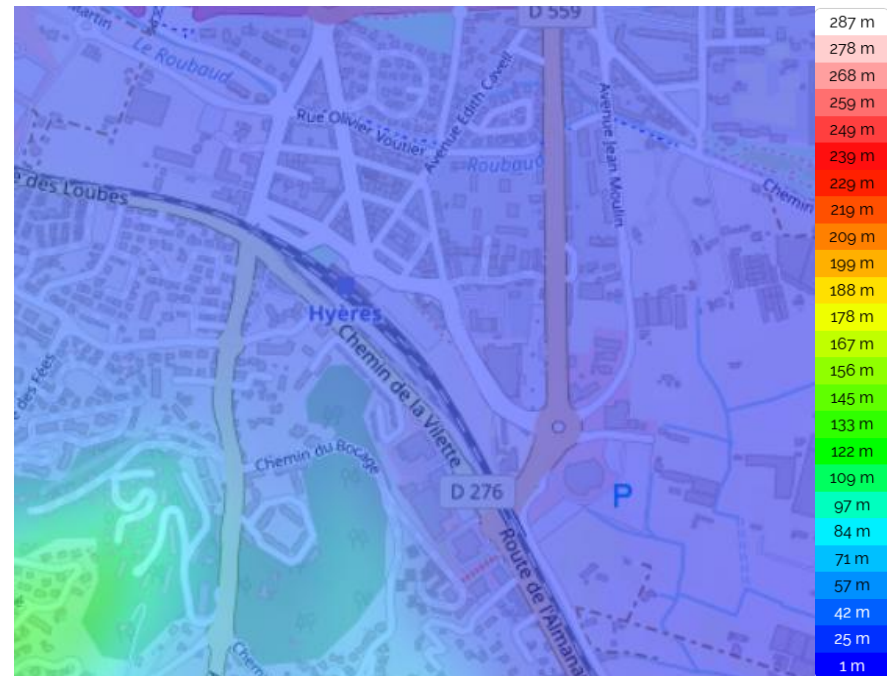 D 559
Martin
Le Roubaud
Rue Olivier Voutier
Avenue Edith Cavell
Roubaud
Avenue Jean Moulin
Chemin
e des Loubes
Hyères
Chemin de la Vilette
des Fées
Chemin du Bocage
D 276
P
Route de l'Almana
Chem
287 m
278 m
268 m
259 m
249 m
239 m
229 m
219 m
209 m
199 m
188 m
178 m
167 m
156 m
145 m
133 m
122 m
109 m
97 m
84 m
71 m
57 m
42 m
25 m
1 m